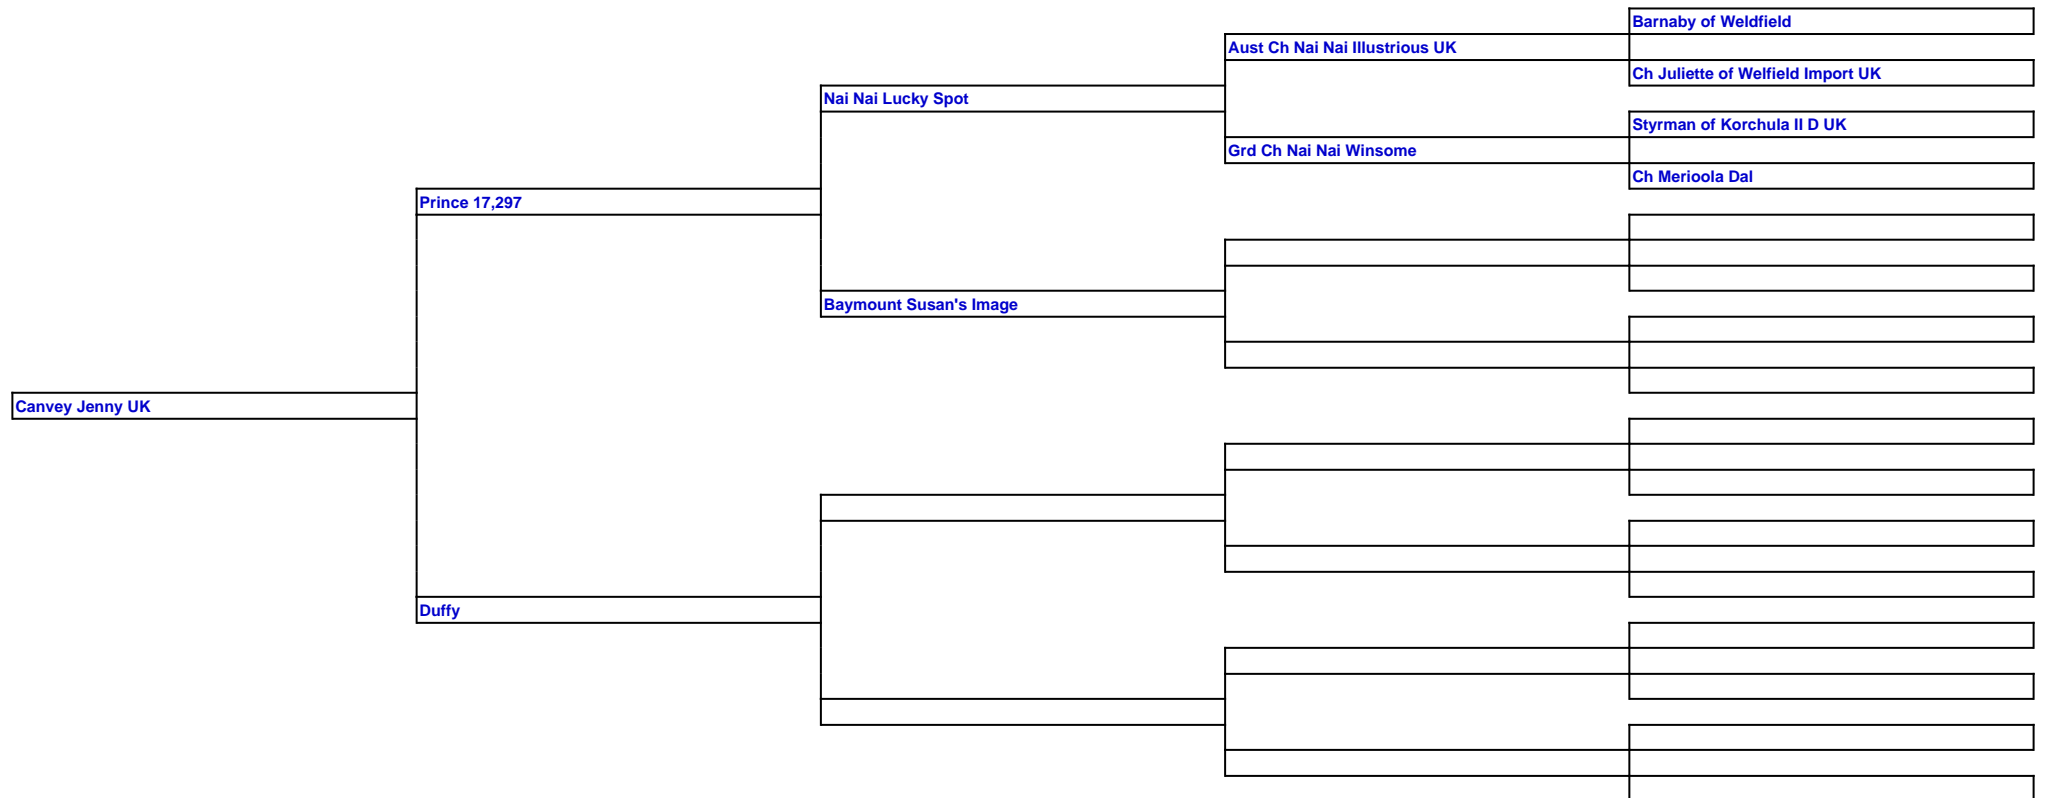 Barnaby of Weldfield
Aust Ch Nai Nai Illustrious UK
Ch Juliette of Welfield Import UK
Nai Nai Lucky Spot
Styrman of Korchula II D UK
Grd Ch Nai Nai Winsome
Ch Merioola Dal
Prince 17,297
Baymount Susan's Image
Canvey Jenny UK
Duffy